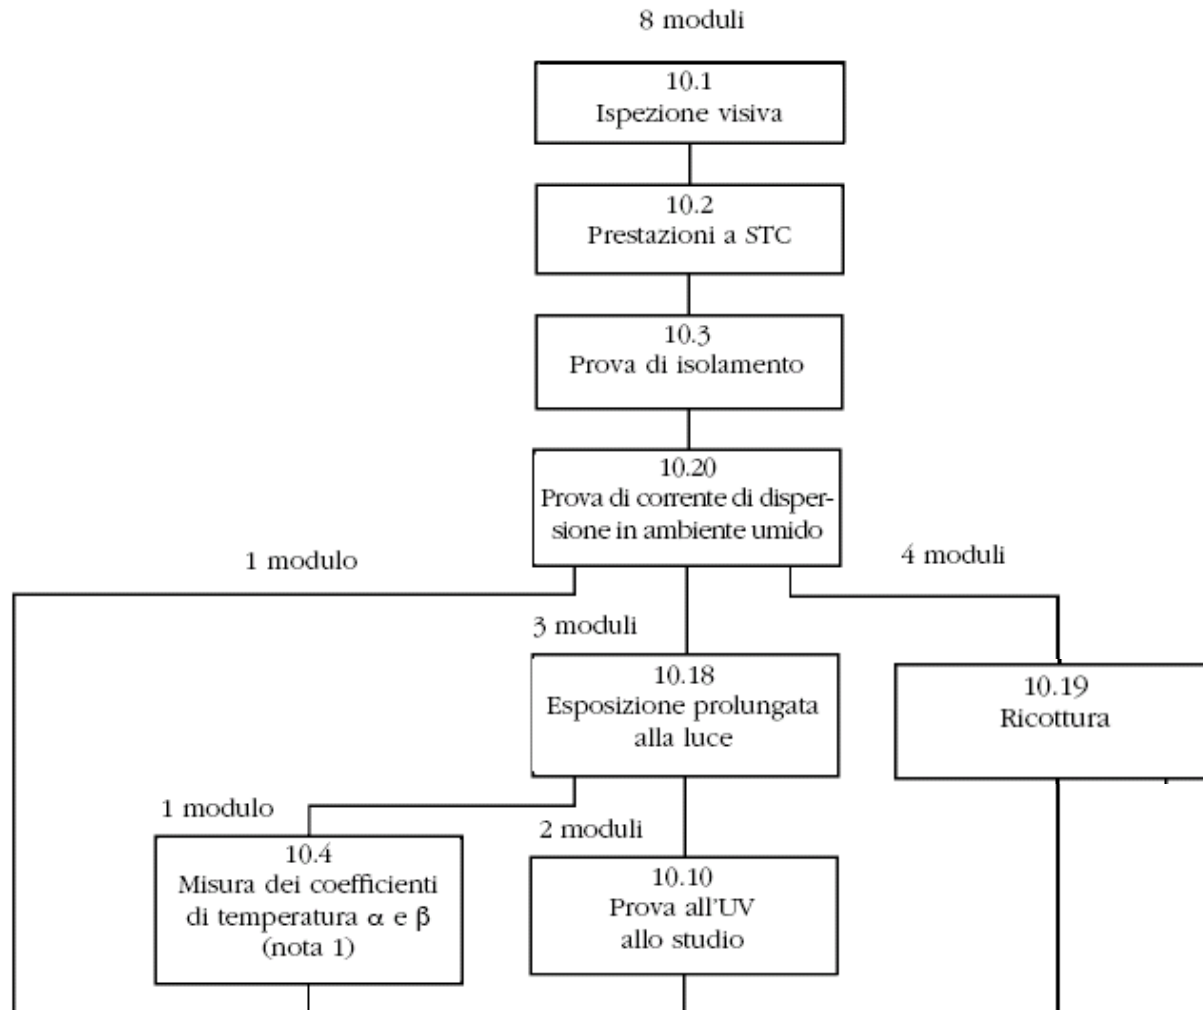 8 moduli
10.1
Ispezione visiva
10.2
Prestazioni a STC
10.3
Prova di isolamento
10.20
Prova di corrente di disper-
sione in ambiente umido
1 modulo
4 moduli
3 moduli
10.18
Esposizione prolungata
alla luce
10.19
Ricottura
1 modulo
2 moduli
10.4
Misura dei coefficienti
di temperatura α e β
(nota 1)
10.10
Prova all'UV
allo studio